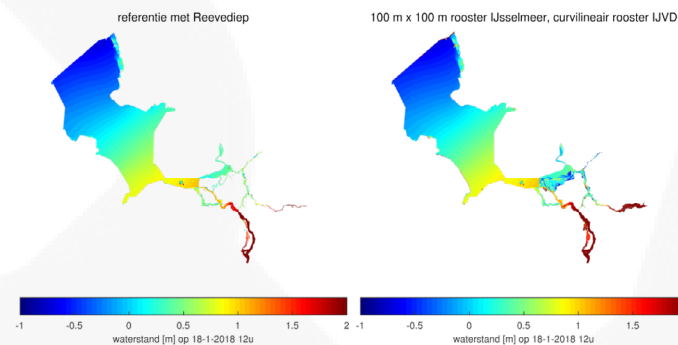 referentie met Reevediep
100 m x 100 m rooster IJsselmeer, curvilineair rooster IJVD
-1 -0.5 0 0.5 1 1.5 2
waterstand [m] op 18-1-2018 12u
-1 -0.5 0 0.5 1 1.5
waterstand [m] op 18-1-2018 12u